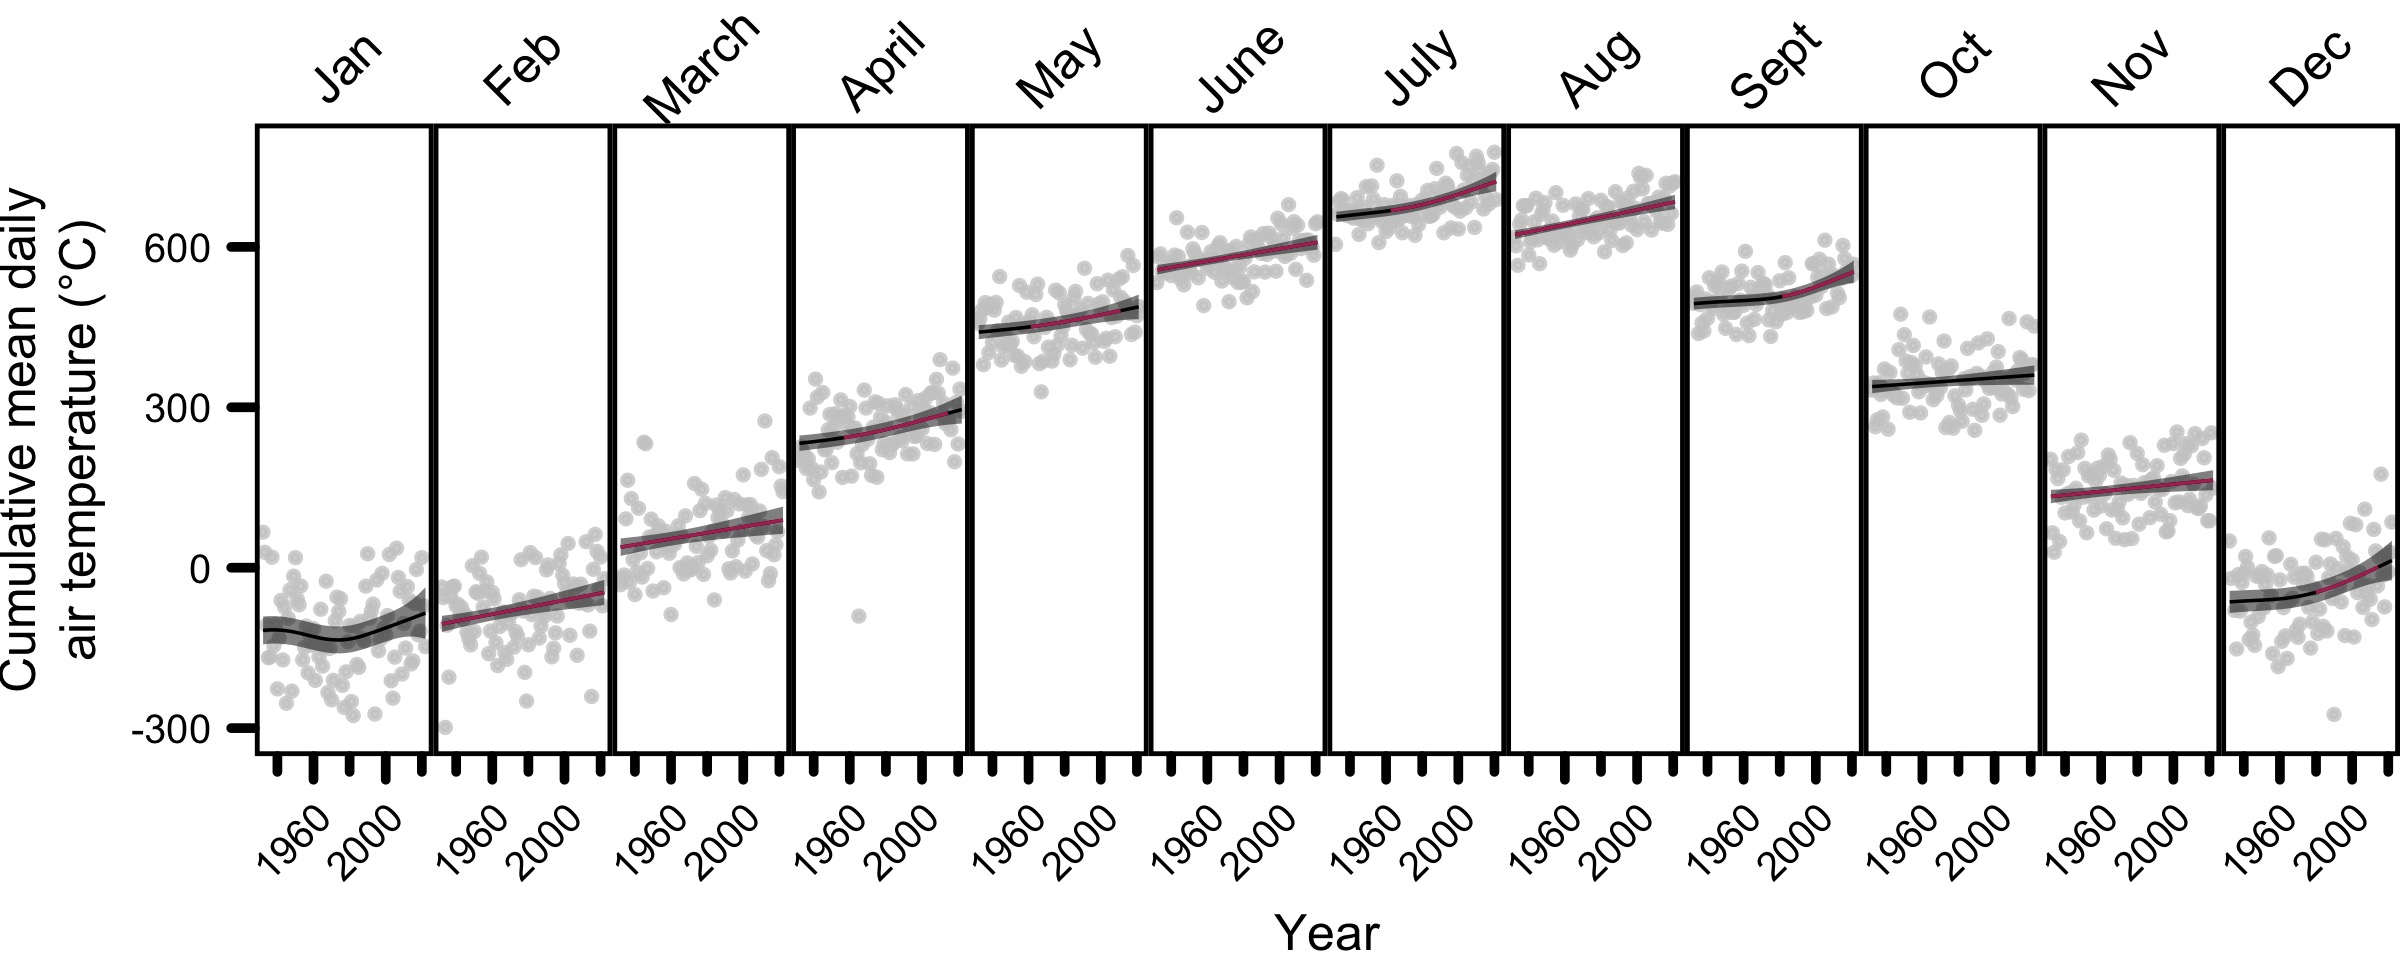 Jan Feb March April May June July Aug Sept Oct Nov Dec
Cumulative mean daily
air temperature (°C)
600
300
0
-300
1960 2000 1960 2000 1960 2000 1960 2000 1960 2000 1960 2000 1960 2000 1960 2000 1960 2000 1960 2000 1960 2000 1960 2000
Year